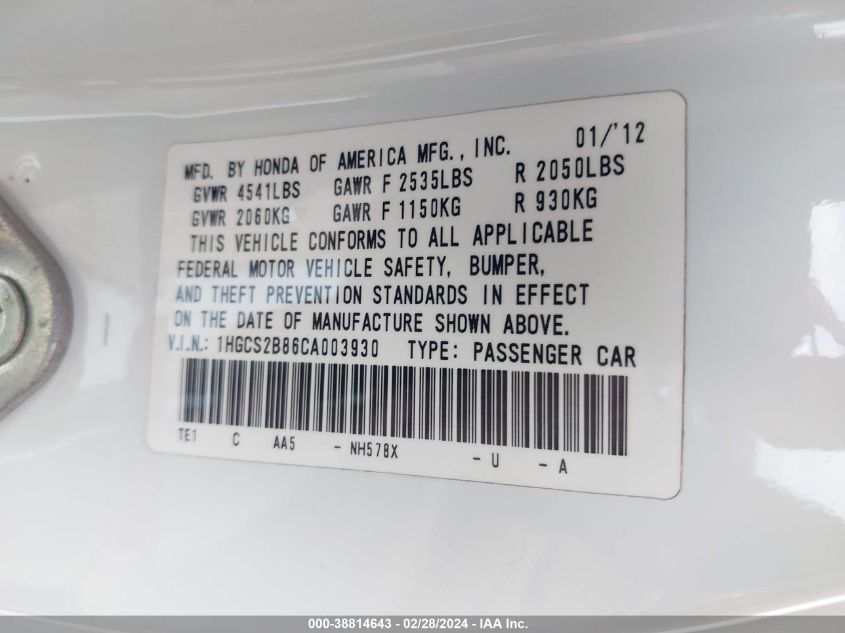 MFD. BY HONDA OF AMERICA MFG., INC. 01/'12
GVWR 4541LBS GAWR F 2535LBS R 2050LBS
GVWR 2060KG GAWR F 1150KG R 930KG
THIS VEHICLE CONFORMS TO ALL APPLICABLE
FEDERAL MOTOR VEHICLE SAFETY, BUMPER,
AND THEFT PREVENTION STANDARDS IN EFFECT
ON THE DATE OF MANUFACTURE SHOWN ABOVE.
V.I.N.: 1HGCS2B86CA003930 TYPE: PASSENGER CAR
TE1 C AA5 - NH578X - U - A
000-38814643 - 02/28/2024 - IAA Inc.